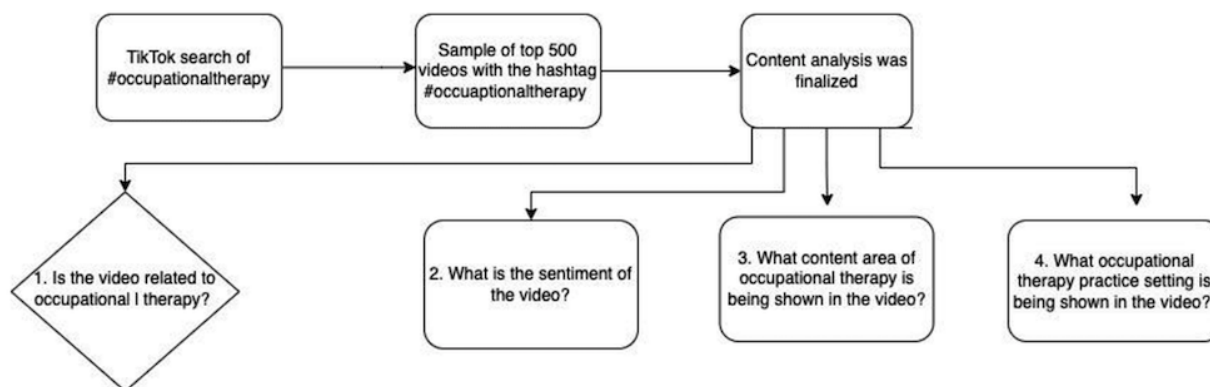 TikTok search of
#occupationaltherapy
Sample of top 500
videos with the hashtag
#occuaptionaltherapy
Content analysis was
finalized
1. Is the video related to
occupational l therapy?
2. What is the sentiment of
the video?
3. What content area of
occupational therapy is
being shown in the video?
4. What occupational
therapy practice setting is
being shown in the video?